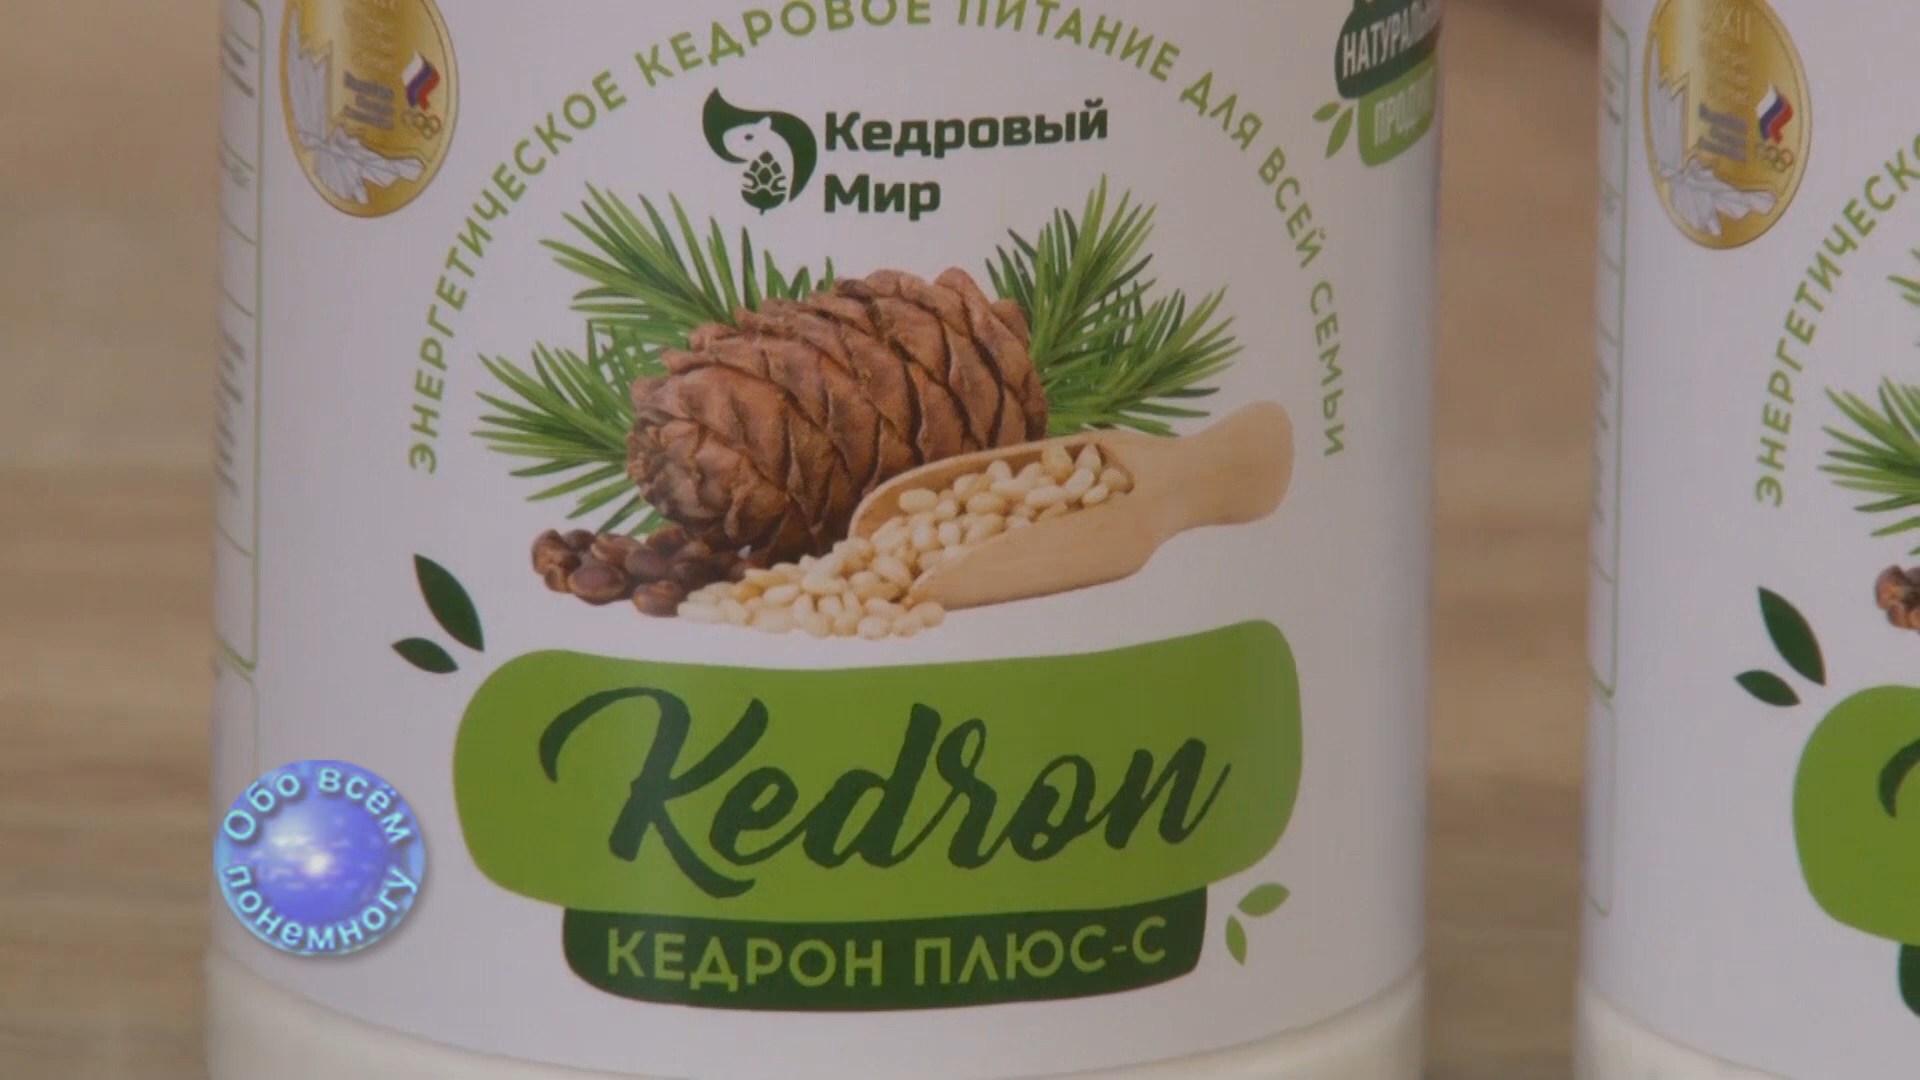 ЭНЕРГЕТИЧЕСКОЕ КЕДРОВОЕ ПИТАНИЕ ДЛЯ ВСЕЙ СЕМЬИ
Кедровый
Мир
Kedron
КЕДРОН ПЛЮС-С
Обо всём
понемногу
ЭНЕРГЕТИЧЕСКО